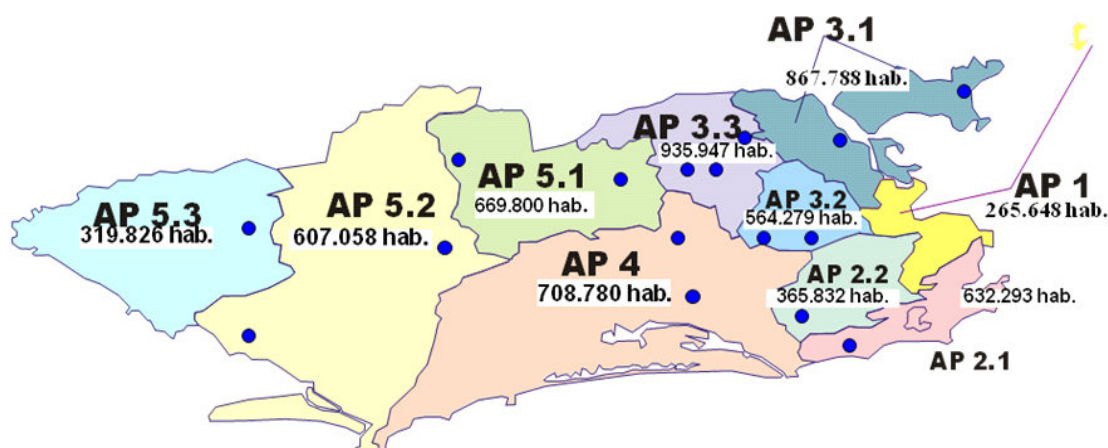 AP 3.1
867.788 hab.
AP 3.3
935.947 hab.
AP 5.1
669.800 hab.
AP 1
265.648 hab.
AP 5.3
319.826 hab.
AP 5.2
607.058 hab.
AP 3.2
564.279 hab.
AP 4
708.780 hab.
AP 2.2
365.832 hab.
632.293 hab.
AP 2.1